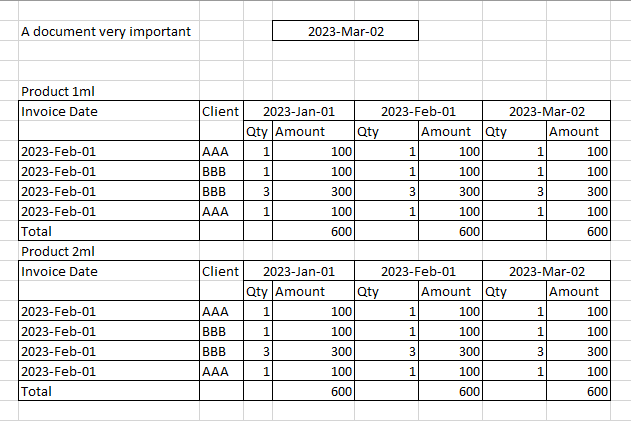 A document very important 2023-Mar-02
Product 1ml
Invoice Date Client 2023-Jan-01 2023-Feb-01 2023-Mar-02
Qty Amount Qty Amount Qty Amount
2023-Feb-01 AAA 1 100 1 100 1 100
2023-Feb-01 BBB 1 100 1 100 1 100
2023-Feb-01 BBB 3 300 3 300 3 300
2023-Feb-01 AAA 1 100 1 100 1 100
Total 600 600 600
Product 2ml
Invoice Date Client 2023-Jan-01 2023-Feb-01 2023-Mar-02
Qty Amount Qty Amount Qty Amount
2023-Feb-01 AAA 1 100 1 100 1 100
2023-Feb-01 BBB 1 100 1 100 1 100
2023-Feb-01 BBB 3 300 3 300 3 300
2023-Feb-01 AAA 1 100 1 100 1 100
Total 600 600 600